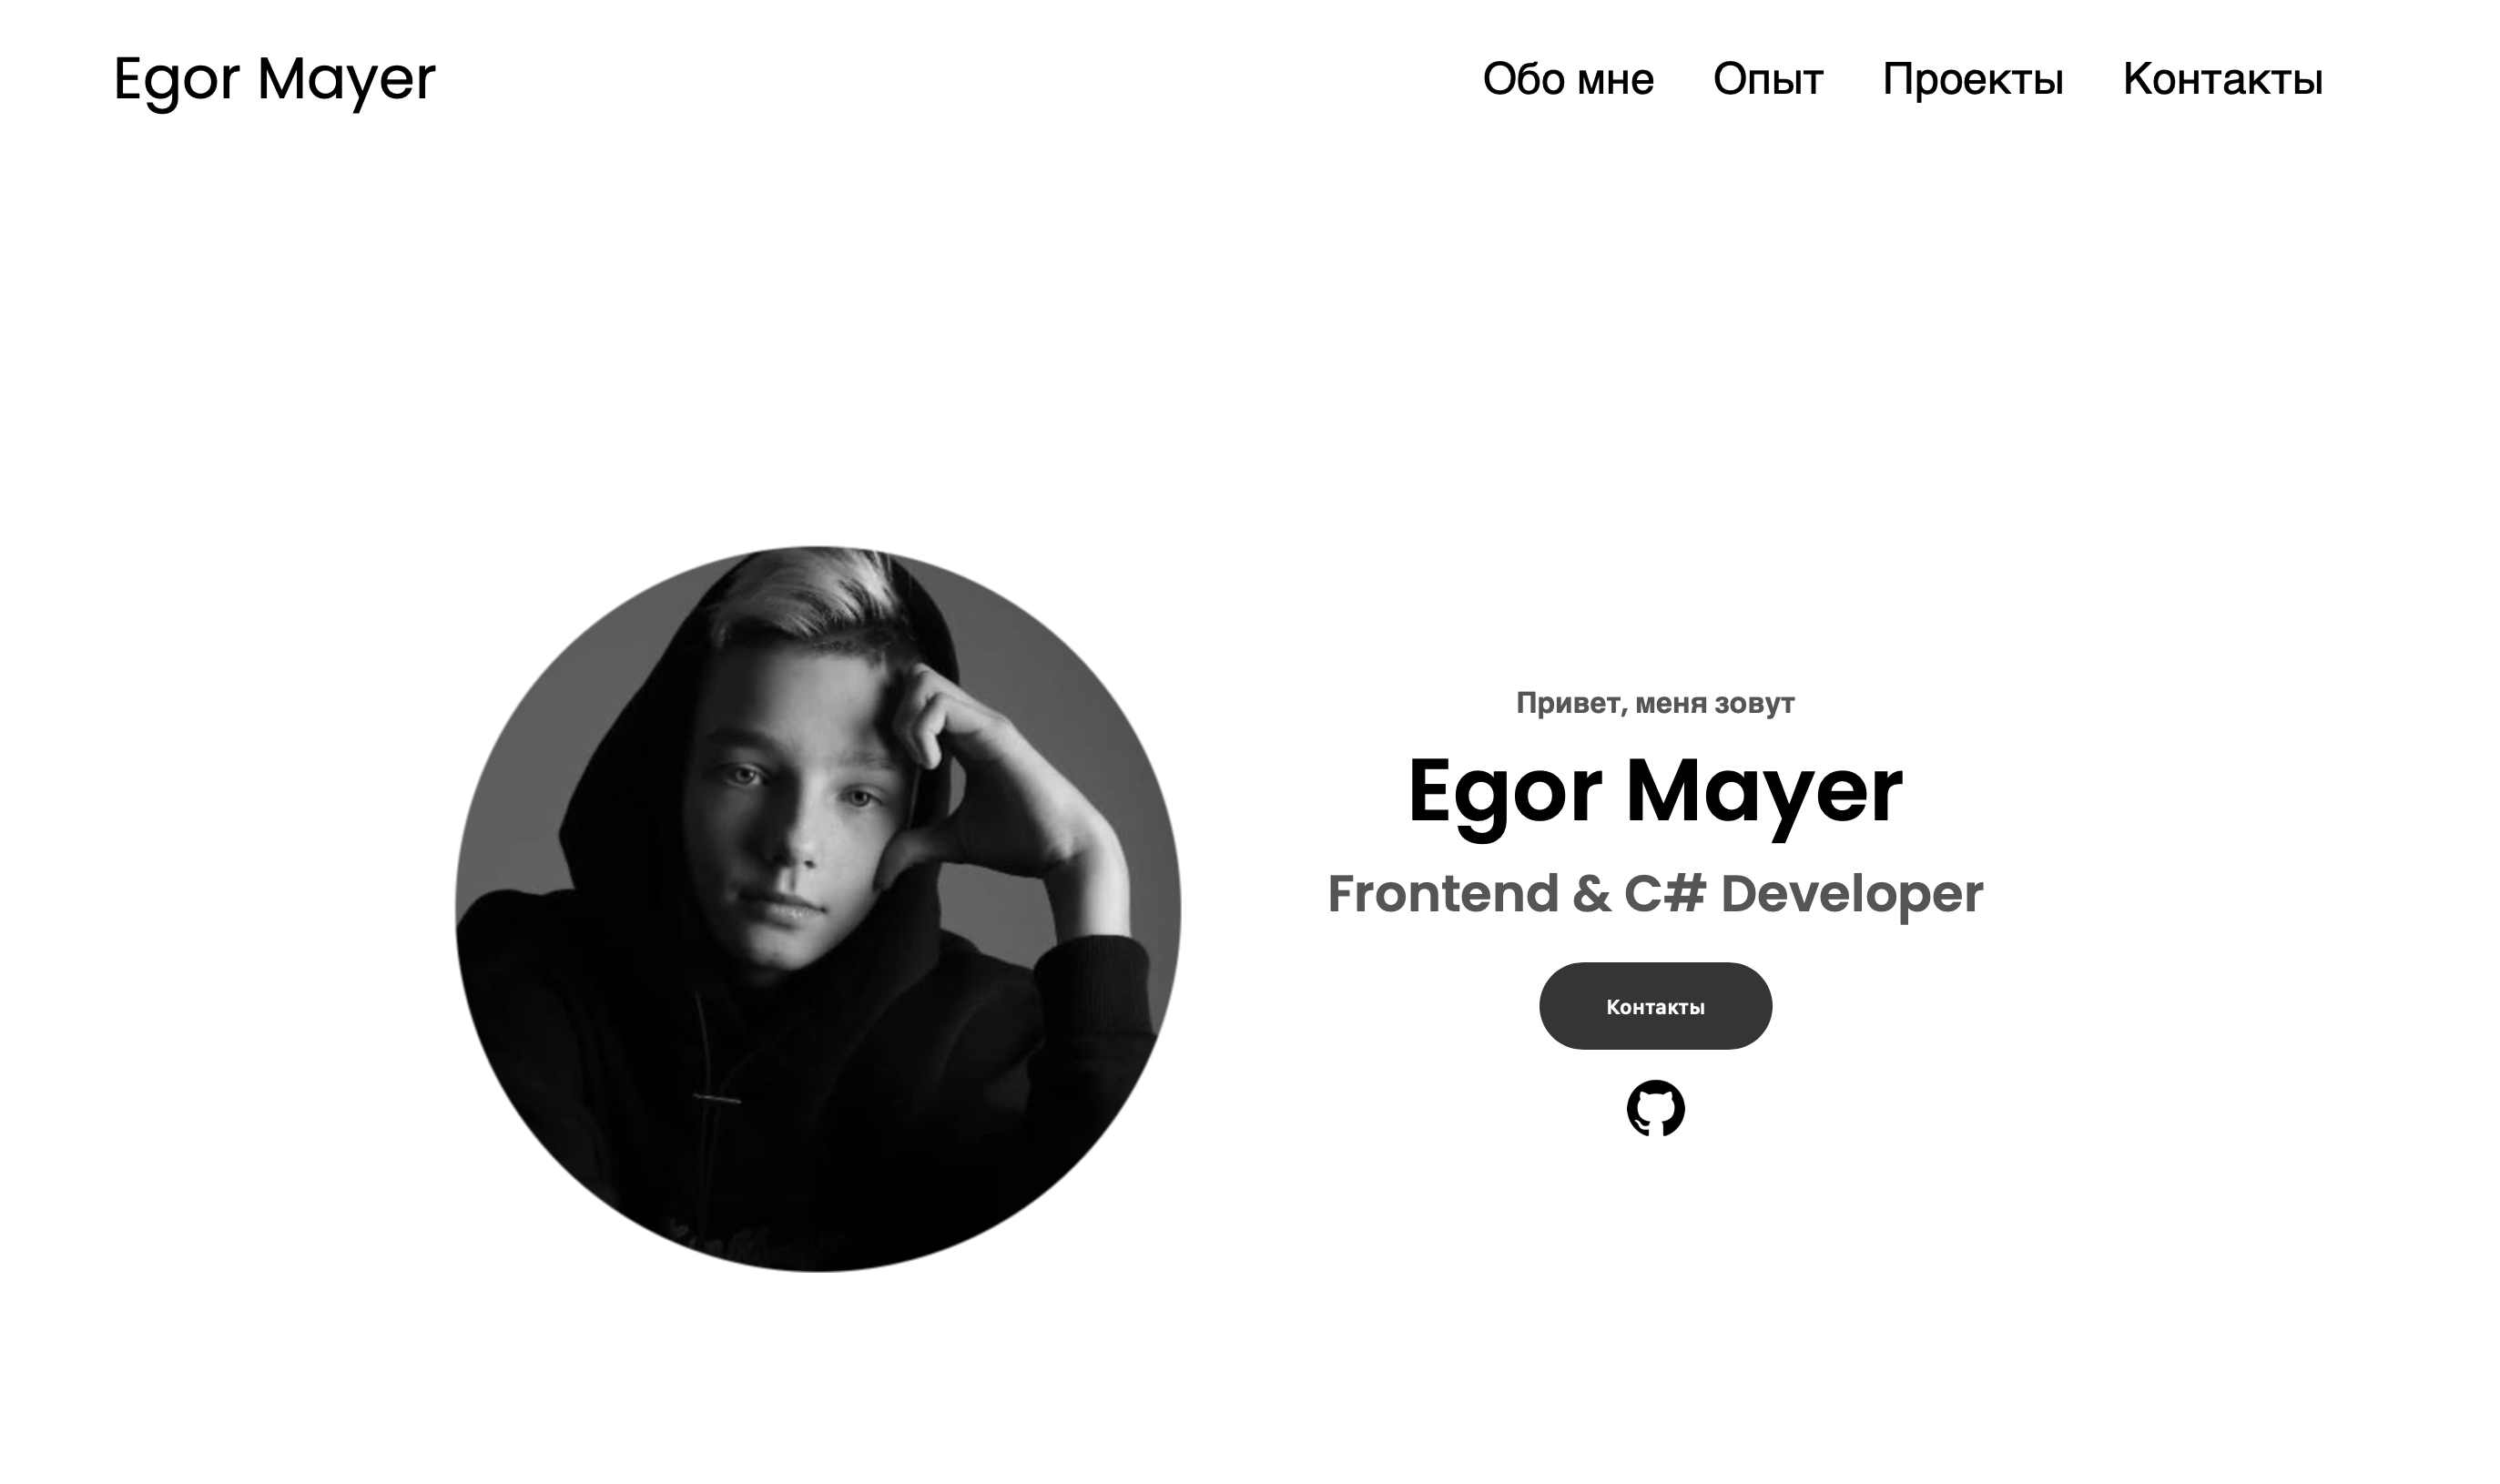 Egor Mayer
Обо мне Опыт Проекты Контакты
Привет, меня зовут
Egor Mayer
Frontend & C# Developer
Контакты